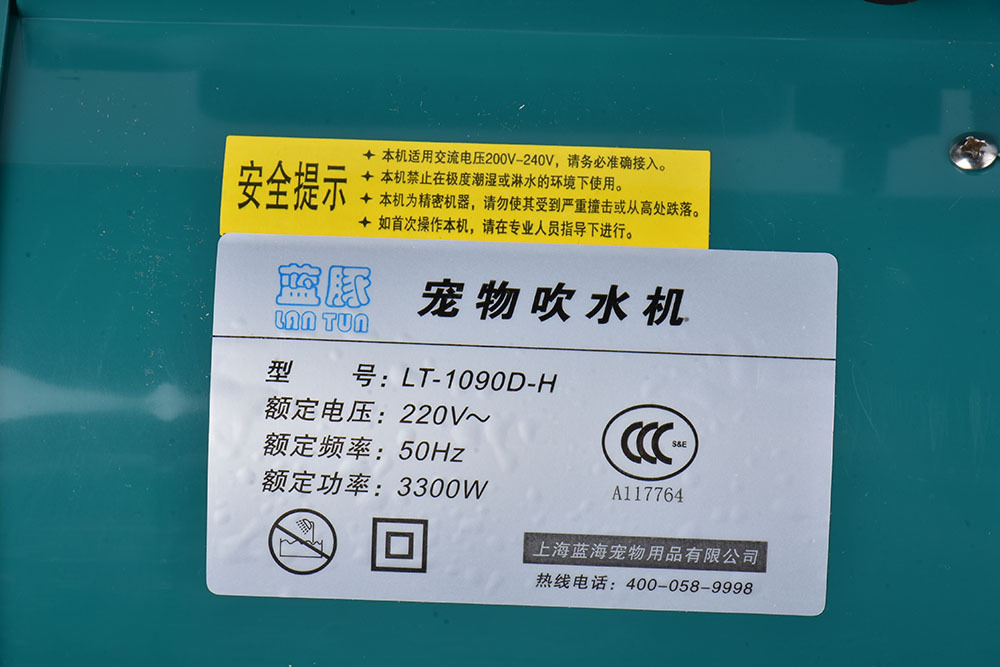 安全提示
✦ 本机适用交流电压200V-240V，请务必准确接入。
✦ 本机禁止在极度潮湿或淋水的环境下使用。
✦ 本机为精密机器，请勿使其受到严重撞击或从高处跌落。
✦ 如首次操作本机，请在专业人员指导下进行。
蓝豚
LAN TUN
宠物吹水机
型 号：LT-1090D-H
额定电压：220V～
额定频率：50Hz
额定功率：3300W
CCC S&E
A117764
上海蓝海宠物用品有限公司
热线电话：400-058-9998